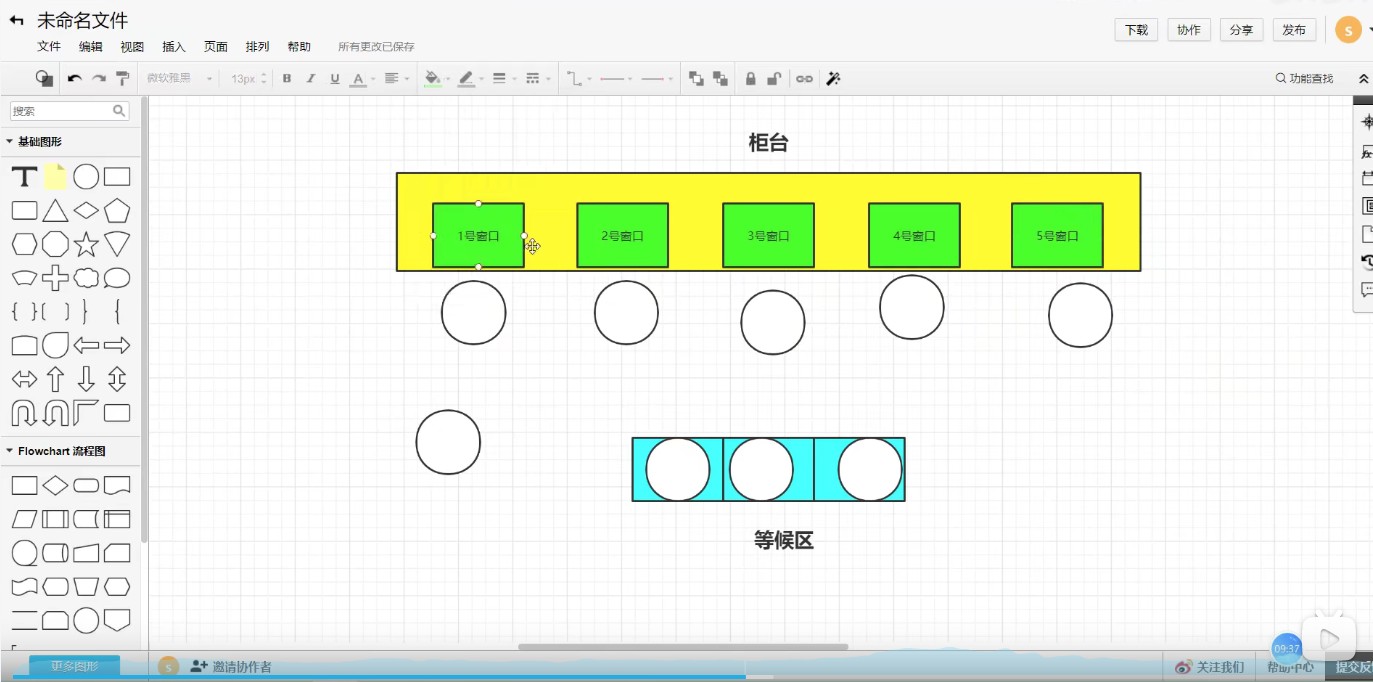 未命名文件
文件 编辑 视图 插入 页面 排列 帮助 所有更改已保存
下载 协作 分享 发布 S
微软雅黑 13px B I U A 功能查找
搜索
基础图形
T
Flowchart 流程图
柜台
1号窗口 2号窗口 3号窗口 4号窗口 5号窗口
等候区
更多图形 S 邀请协作者
09:37
关注我们 帮助中心 提交反